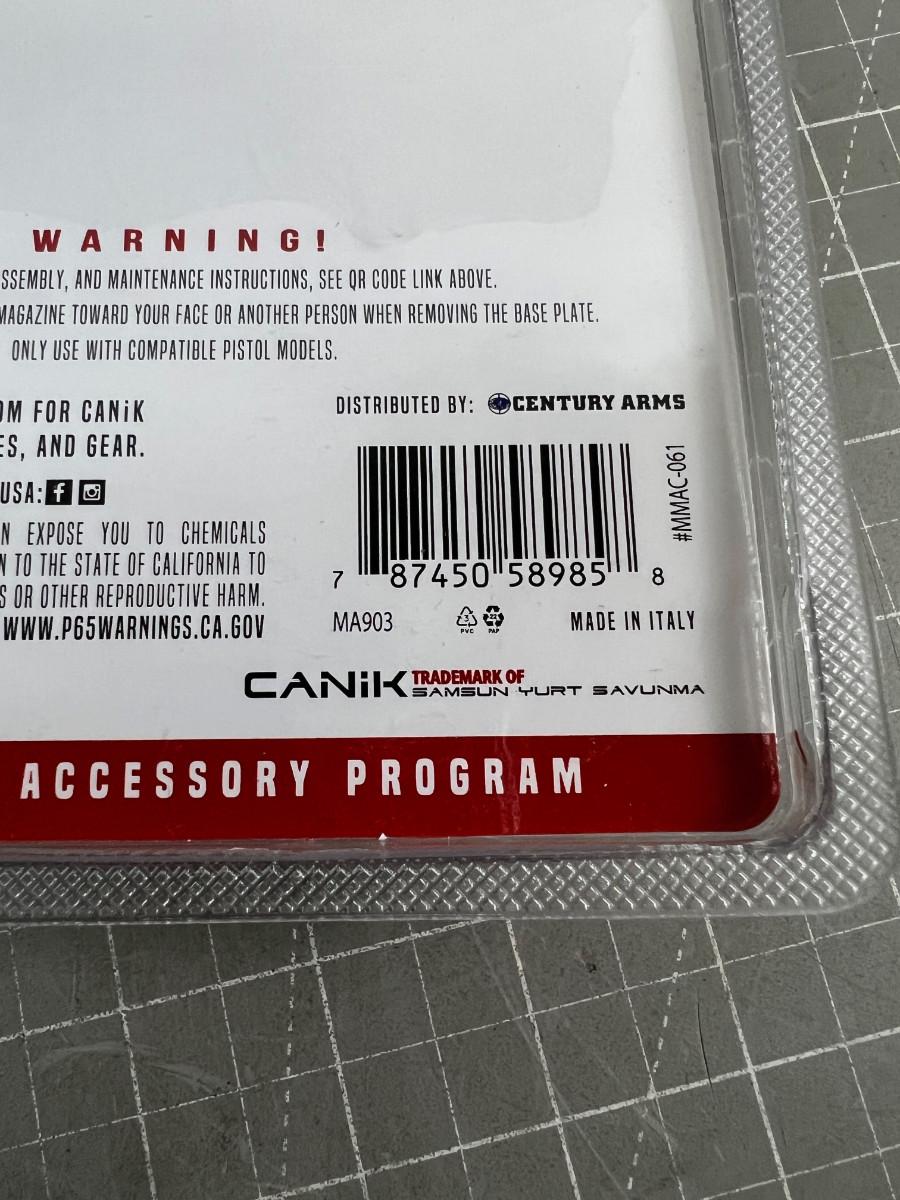 WARNING!
SSEMBLY, AND MAINTENANCE INSTRUCTIONS, SEE QR CODE LINK ABOVE.
MAGAZINE TOWARD YOUR FACE OR ANOTHER PERSON WHEN REMOVING THE BASE PLATE.
ONLY USE WITH COMPATIBLE PISTOL MODELS.
OM FOR CANiK
ES, AND GEAR.
USA:
N EXPOSE YOU TO CHEMICALS
N TO THE STATE OF CALIFORNIA TO
S OR OTHER REPRODUCTIVE HARM.
WWW.P65WARNINGS.CA.GOV
DISTRIBUTED BY: CENTURY ARMS
#MMAC-061
7 87450 58985 8
MA903 3 PVC PAP MADE IN ITALY
CANiK TRADEMARK OF
SAMSUN YURT SAVUNMA
ACCESSORY PROGRAM